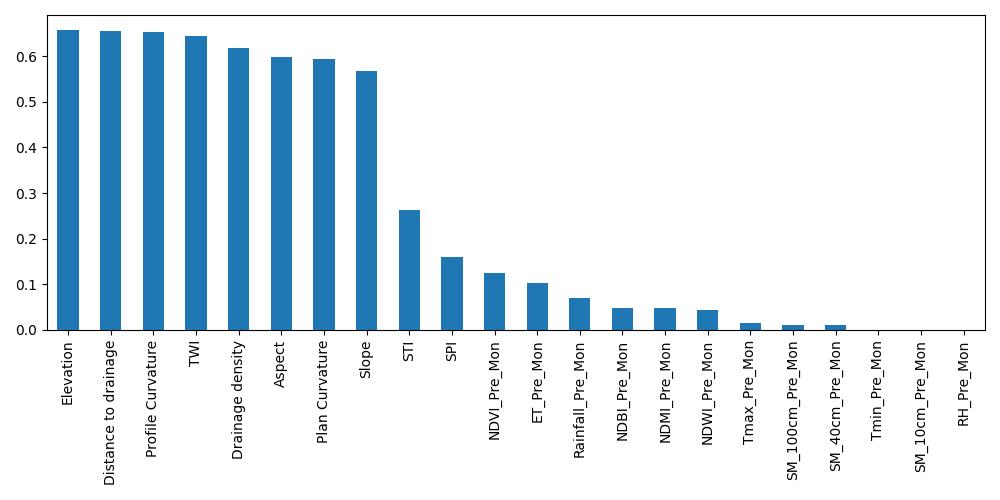 0.6
0.5
0.4
0.3
0.2
0.1
0.0
Elevation
Distance to drainage
Profile Curvature
TWI
Drainage density
Aspect
Plan Curvature
Slope
STI
SPI
NDVI_Pre_Mon
ET_Pre_Mon
Rainfall_Pre_Mon
NDBI_Pre_Mon
NDMI_Pre_Mon
NDWI_Pre_Mon
Tmax_Pre_Mon
SM_100cm_Pre_Mon
SM_40cm_Pre_Mon
Tmin_Pre_Mon
SM_10cm_Pre_Mon
RH_Pre_Mon